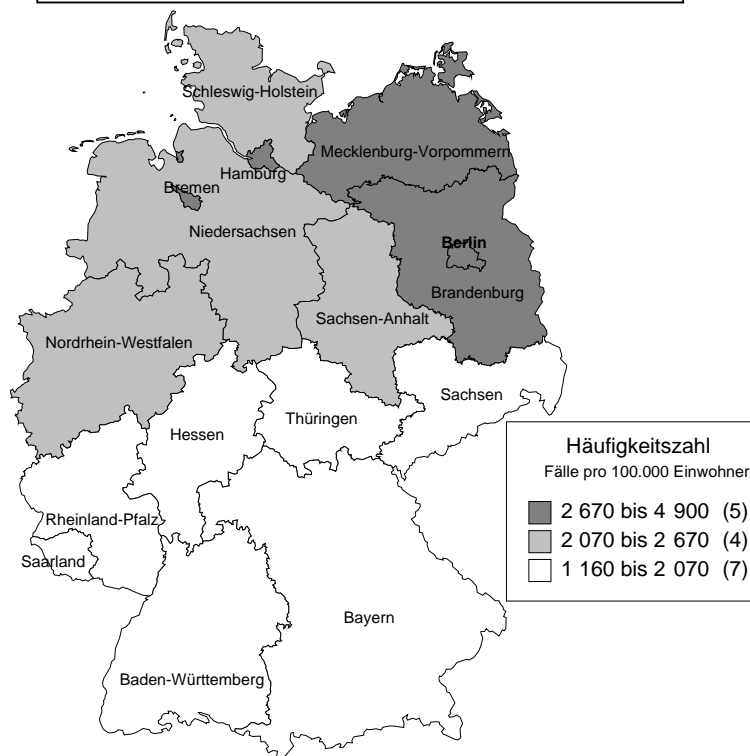 Schleswig-Holstein
Mecklenburg-Vorpommern
Hamburg
Bremen
Niedersachsen
Berlin
Brandenburg
Sachsen-Anhalt
Nordrhein-Westfalen
Sachsen
Thüringen
Hessen
Rheinland-Pfalz
Saarland
Bayern
Baden-Württemberg
Häufigkeitszahl
Fälle pro 100.000 Einwohner
2 670 bis 4 900 (5)
2 070 bis 2 670 (4)
1 160 bis 2 070 (7)